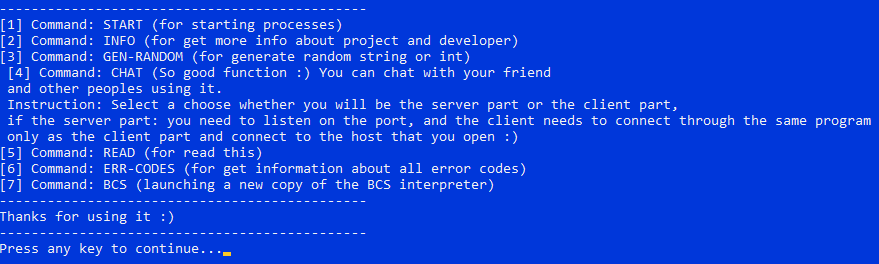 ----------------------------------------------
[1] Command: START (for starting processes)
[2] Command: INFO (for get more info about project and developer)
[3] Command: GEN-RANDOM (for generate random string or int)
 [4] Command: CHAT (So good function :) You can chat with your friend
 and other peoples using it.
 Instruction: Select a choose whether you will be the server part or the client part,
 if the server part: you need to listen on the port, and the client needs to connect through the same program
 only as the client part and connect to the host that you open :)
[5] Command: READ (for read this)
[6] Command: ERR-CODES (for get information about all error codes)
[7] Command: BCS (launching a new copy of the BCS interpreter)
----------------------------------------------
Thanks for using it :)
----------------------------------------------
Press any key to continue...